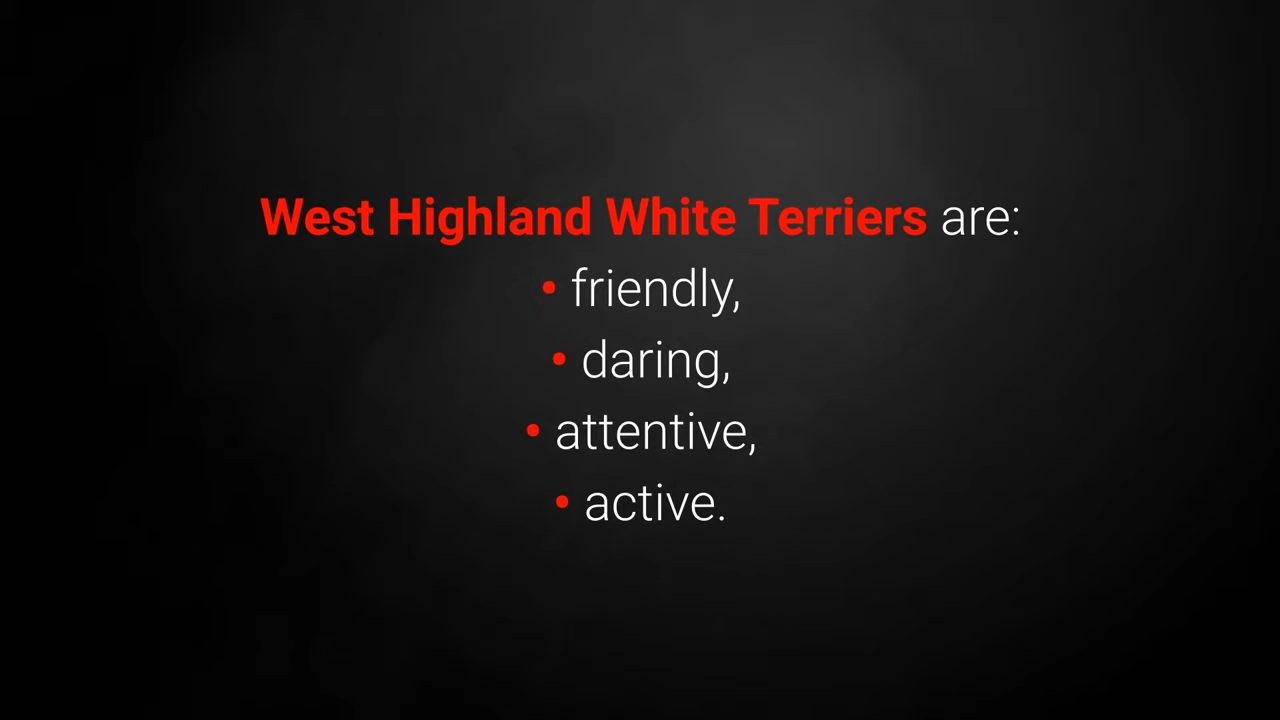 West Highland White Terriers are:
• friendly,
• daring,
• attentive,
• active.